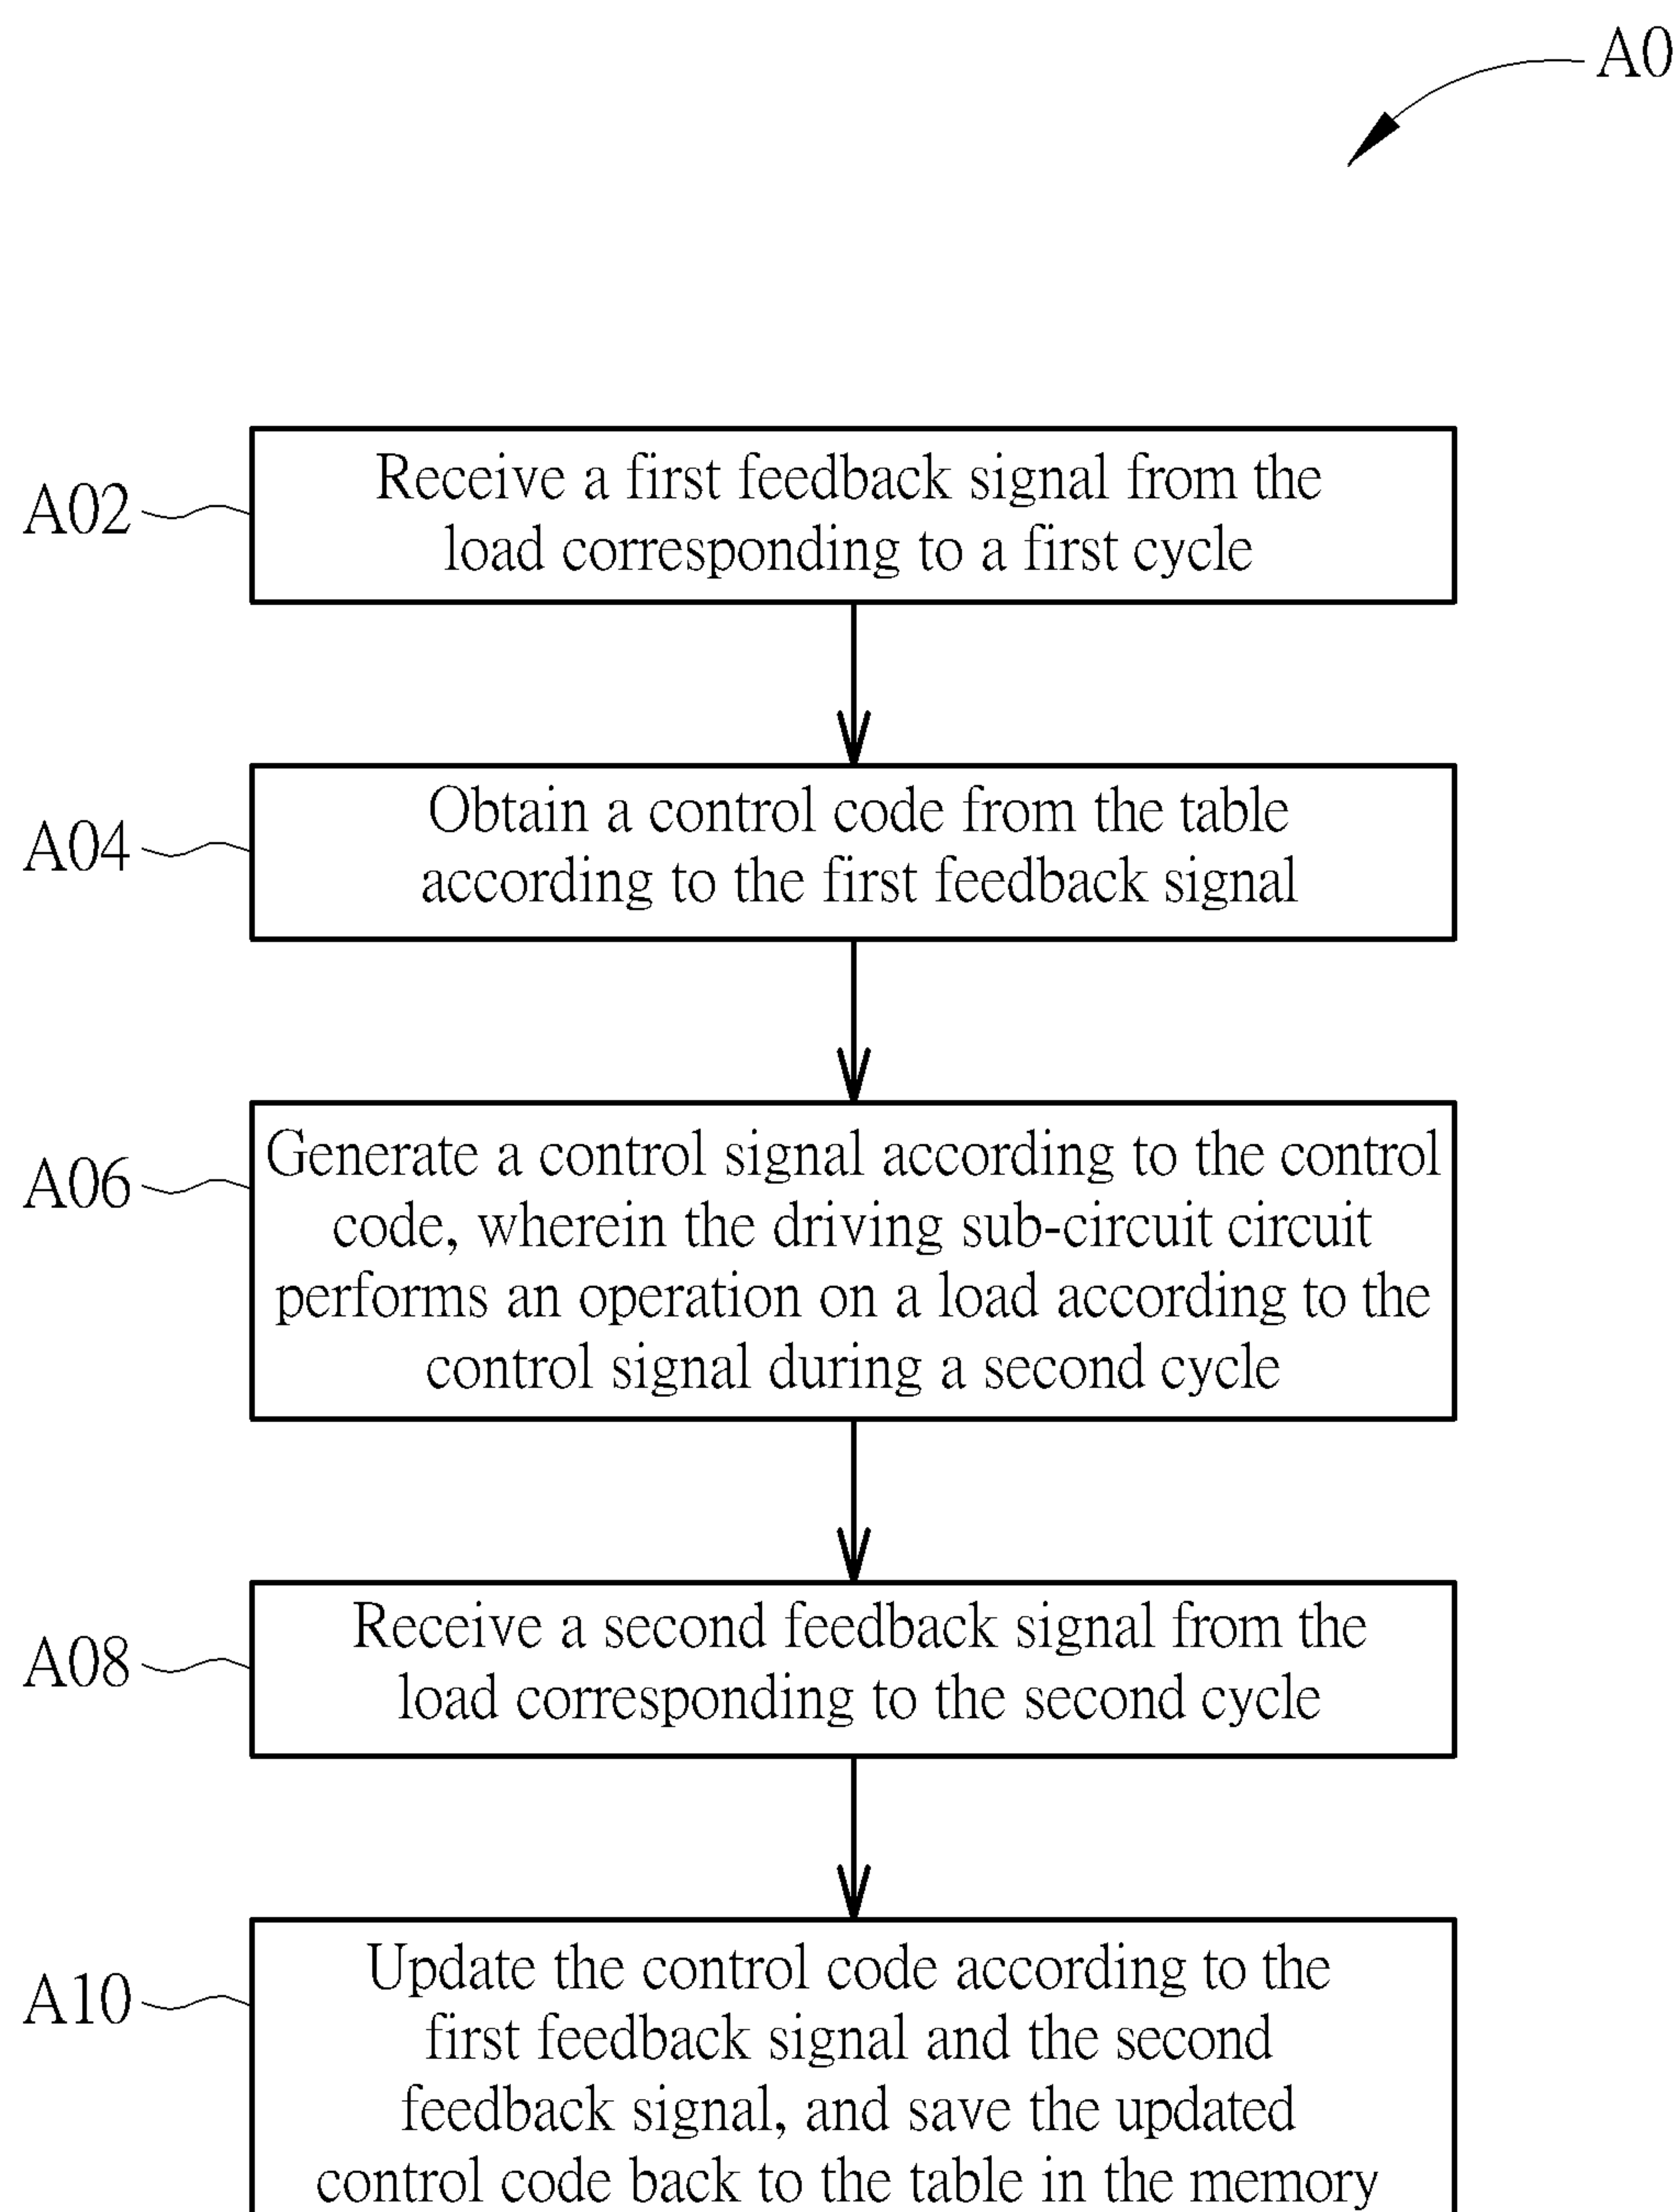 A0
A02
Receive a first feedback signal from the
load corresponding to a first cycle
A04
Obtain a control code from the table
according to the first feedback signal
A06
Generate a control signal according to the control
code, wherein the driving sub-circuit circuit
performs an operation on a load according to the
control signal during a second cycle
A08
Receive a second feedback signal from the
load corresponding to the second cycle
A10
Update the control code according to the
first feedback signal and the second
feedback signal, and save the updated
control code back to the table in the memory